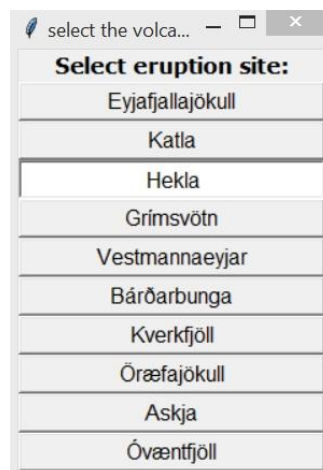 select the volca...
Select eruption site:
Eyjafjallajökull
Katla
Hekla
Grímsvötn
Vestmannaeyjar
Bárðarbunga
Kverkfjöll
Öræfajökull
Askja
Óvæntfjöll